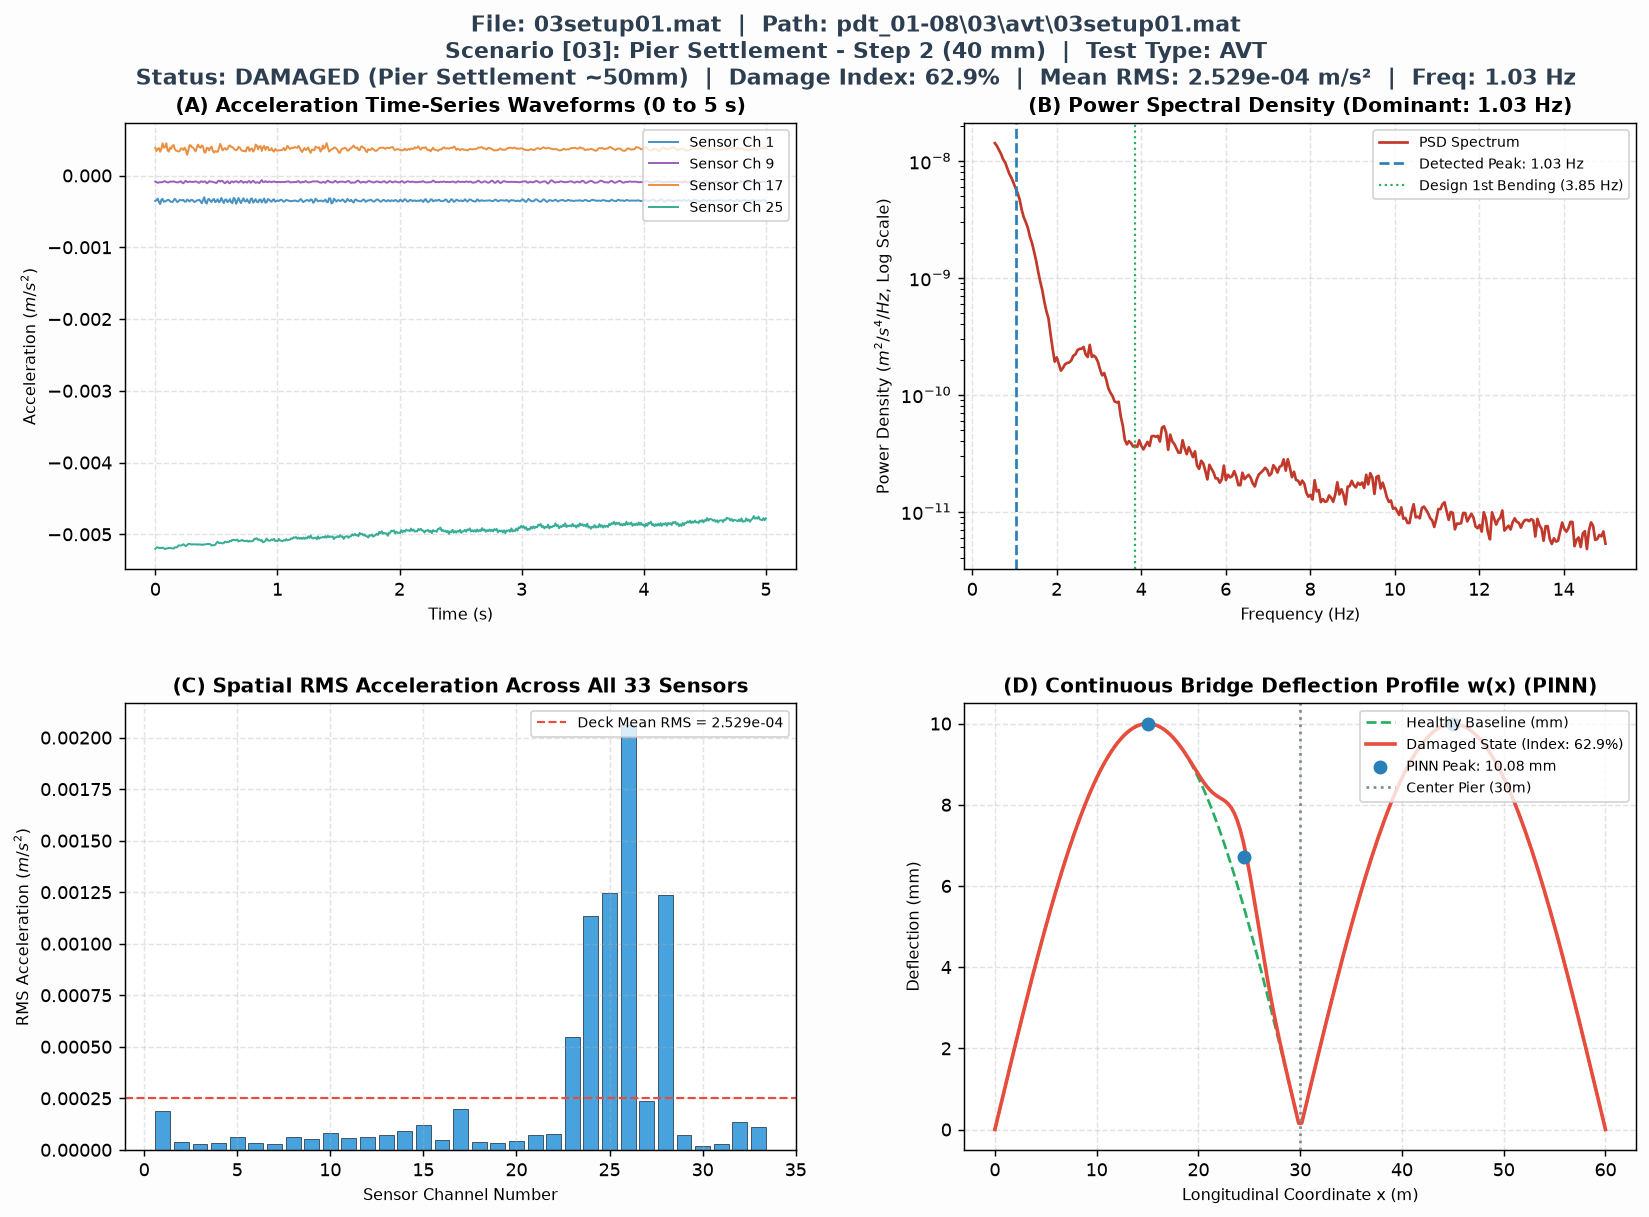 File: 03setup01.mat | Path: pdt_01-08\03\avt\03setup01.mat
Scenario [03]: Pier Settlement - Step 2 (40 mm) | Test Type: AVT
Status: DAMAGED (Pier Settlement ~50mm) | Damage Index: 62.9% | Mean RMS: 2.529e-04 m/s² | Freq: 1.03 Hz
(A) Acceleration Time-Series Waveforms (0 to 5 s)
Sensor Ch 1
Sensor Ch 9
Sensor Ch 17
Sensor Ch 25
0.000
−0.001
−0.002
−0.003
−0.004
−0.005
Acceleration (m/s²)
0 1 2 3 4 5
Time (s)
(B) Power Spectral Density (Dominant: 1.03 Hz)
PSD Spectrum
Detected Peak: 1.03 Hz
Design 1st Bending (3.85 Hz)
10⁻⁸
10⁻⁹
10⁻¹⁰
10⁻¹¹
Power Density (m²/s⁴/Hz, Log Scale)
0 2 4 6 8 10 12 14
Frequency (Hz)
(C) Spatial RMS Acceleration Across All 33 Sensors
Deck Mean RMS = 2.529e-04
0.00200
0.00175
0.00150
0.00125
0.00100
0.00075
0.00050
0.00025
0.00000
RMS Acceleration (m/s²)
0 5 10 15 20 25 30 35
Sensor Channel Number
(D) Continuous Bridge Deflection Profile w(x) (PINN)
Healthy Baseline (mm)
Damaged State (Index: 62.9%)
PINN Peak: 10.08 mm
Center Pier (30m)
10
8
6
4
2
0
Deflection (mm)
0 10 20 30 40 50 60
Longitudinal Coordinate x (m)